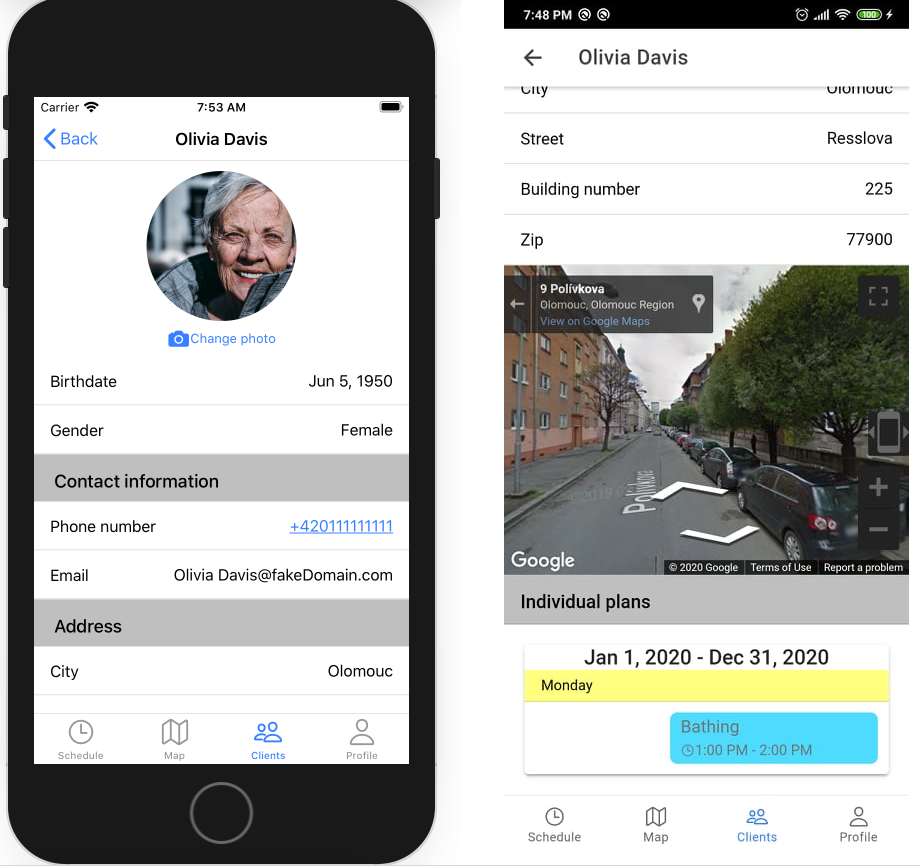 Carrier 7:53 AM
Back Olivia Davis
Change photo
Birthdate Jun 5, 1950
Gender Female
Contact information
Phone number +420111111111
Email Olivia Davis@fakeDomain.com
Address
City Olomouc
Schedule Map Clients Profile
7:48 PM 100
Olivia Davis
City Olomouc
Street Resslova
Building number 225
Zip 77900
9 Polívkova
Olomouc, Olomouc Region
View on Google Maps
Polívkova
© 2019
Google
© 2020 Google Terms of Use Report a problem
Individual plans
Jan 1, 2020 - Dec 31, 2020
Monday
Bathing
1:00 PM - 2:00 PM
Schedule Map Clients Profile